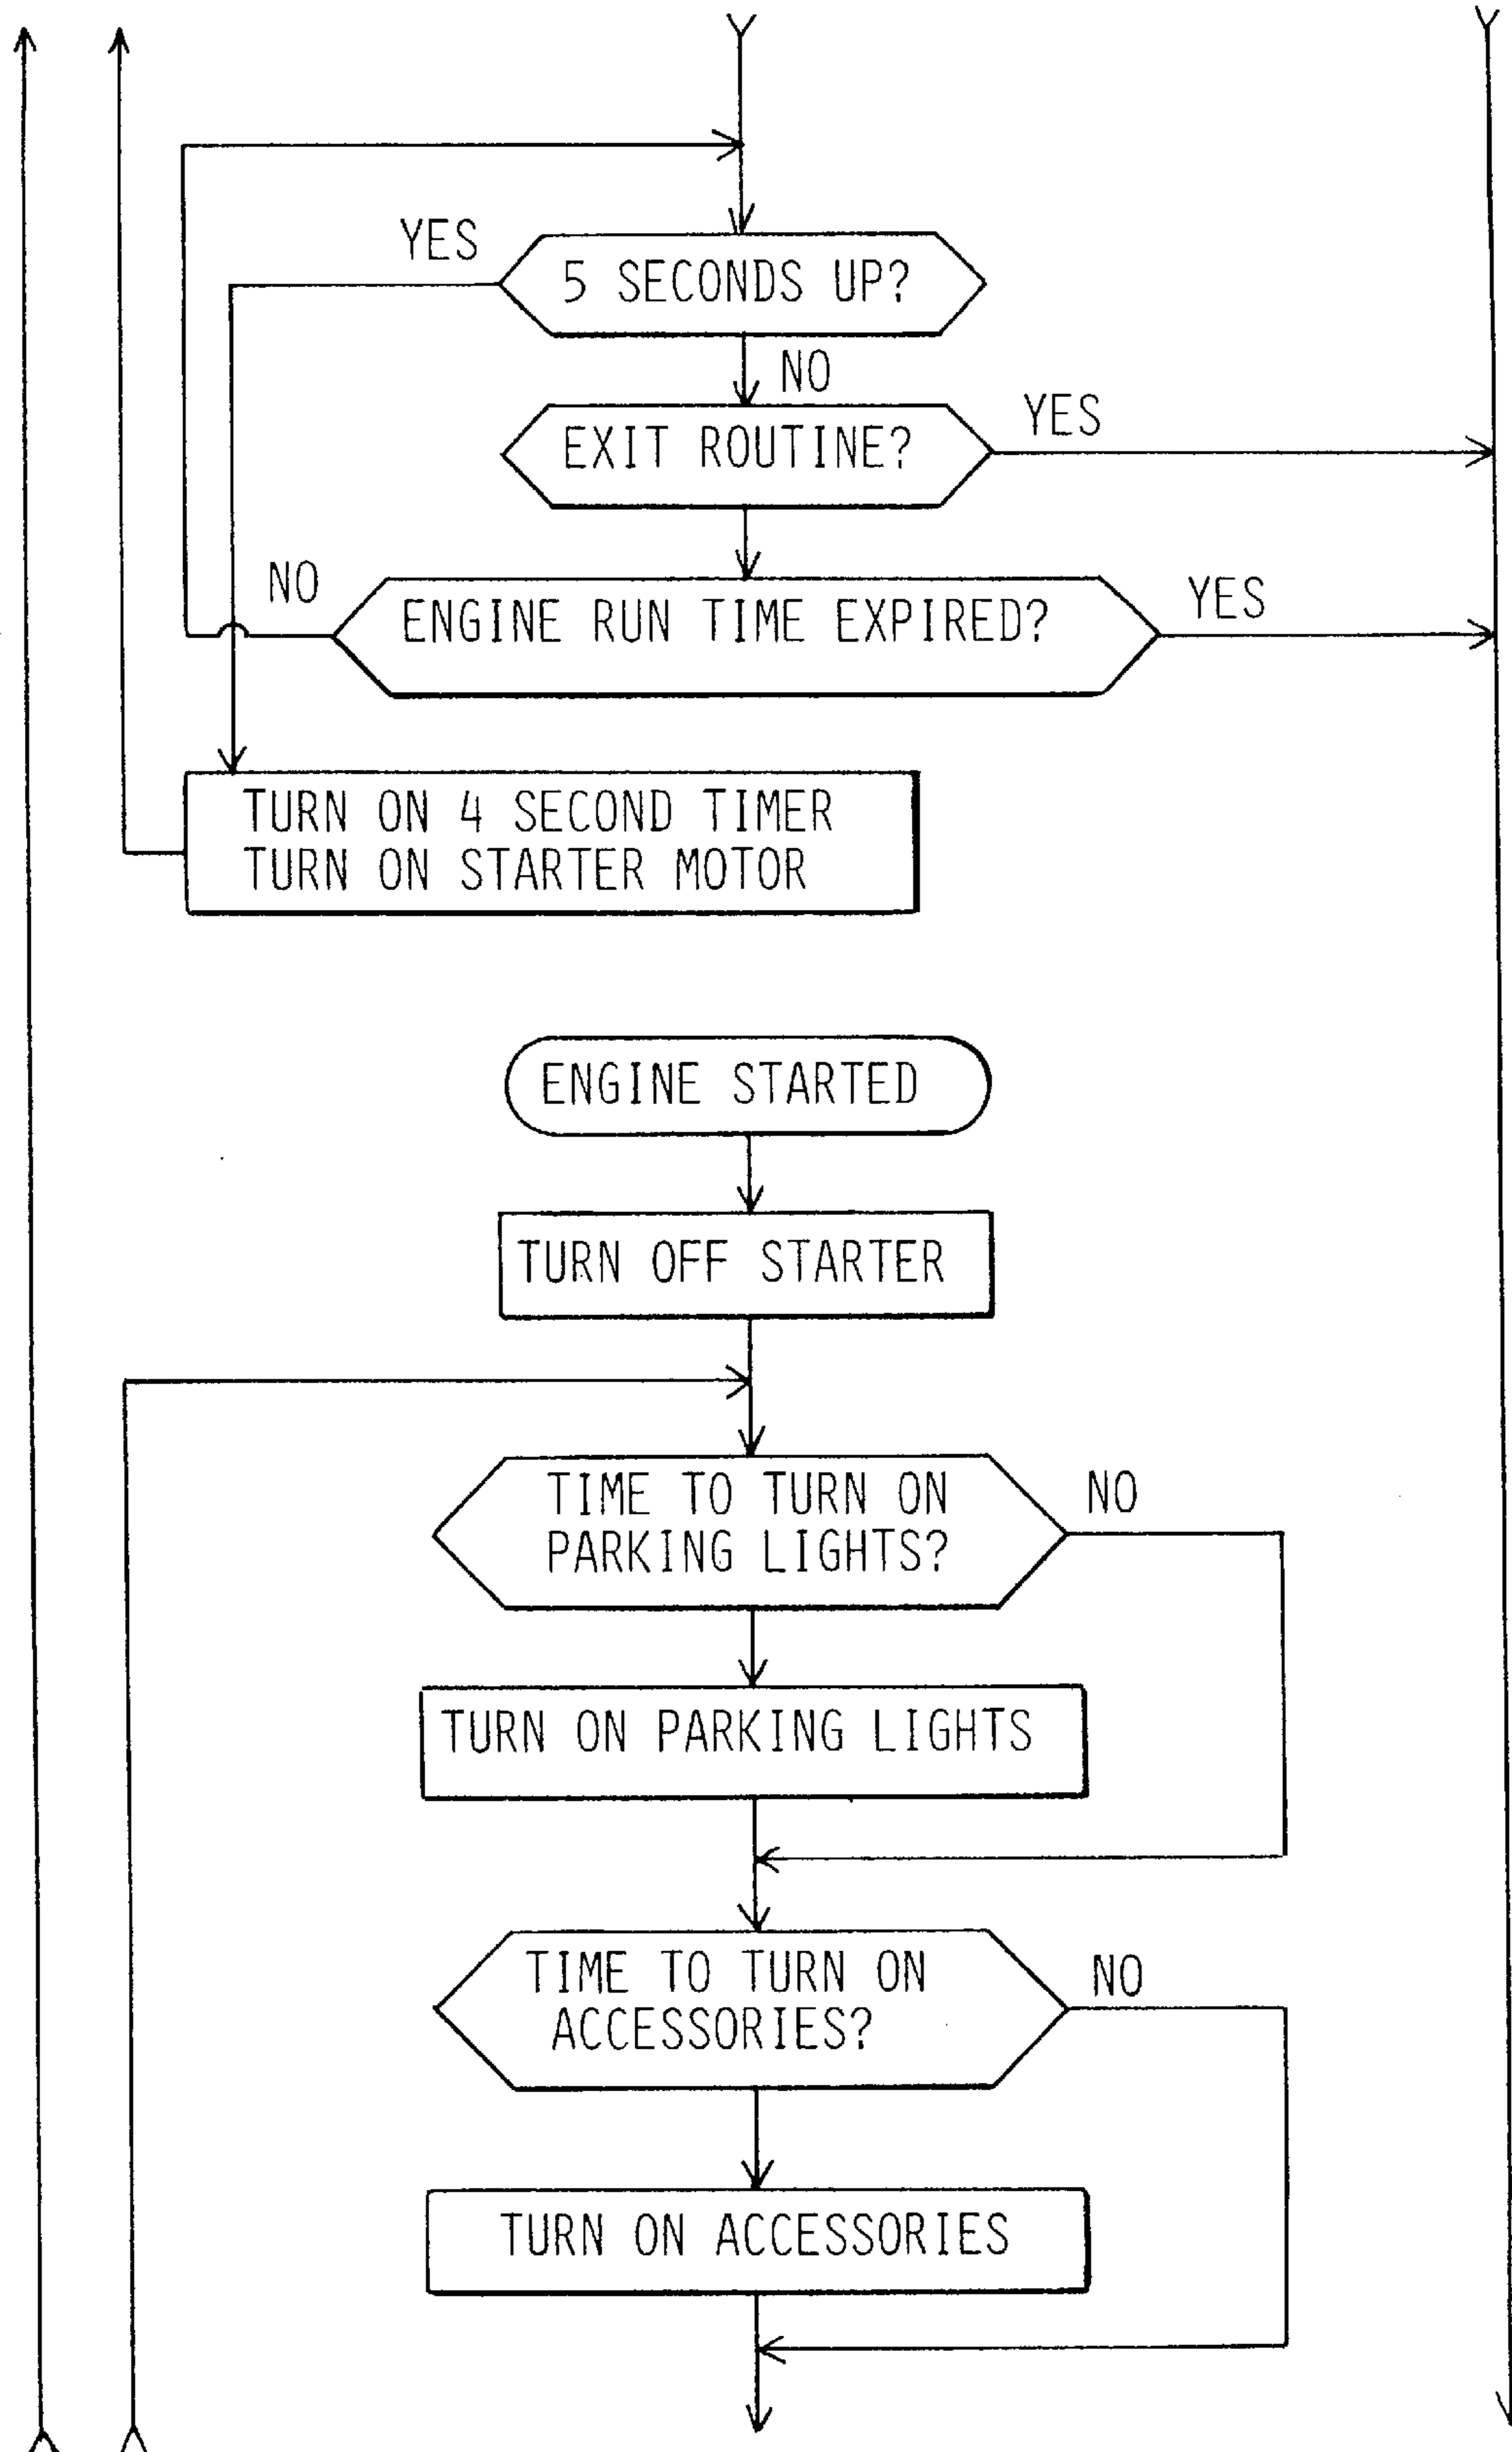 YES
5 SECONDS UP?
NO
EXIT ROUTINE?
YES
NO
ENGINE RUN TIME EXPIRED?
YES
TURN ON 4 SECOND TIMER
TURN ON STARTER MOTOR
ENGINE STARTED
TURN OFF STARTER
TIME TO TURN ON
PARKING LIGHTS?
NO
TURN ON PARKING LIGHTS
TIME TO TURN ON
ACCESSORIES?
NO
TURN ON ACCESSORIES